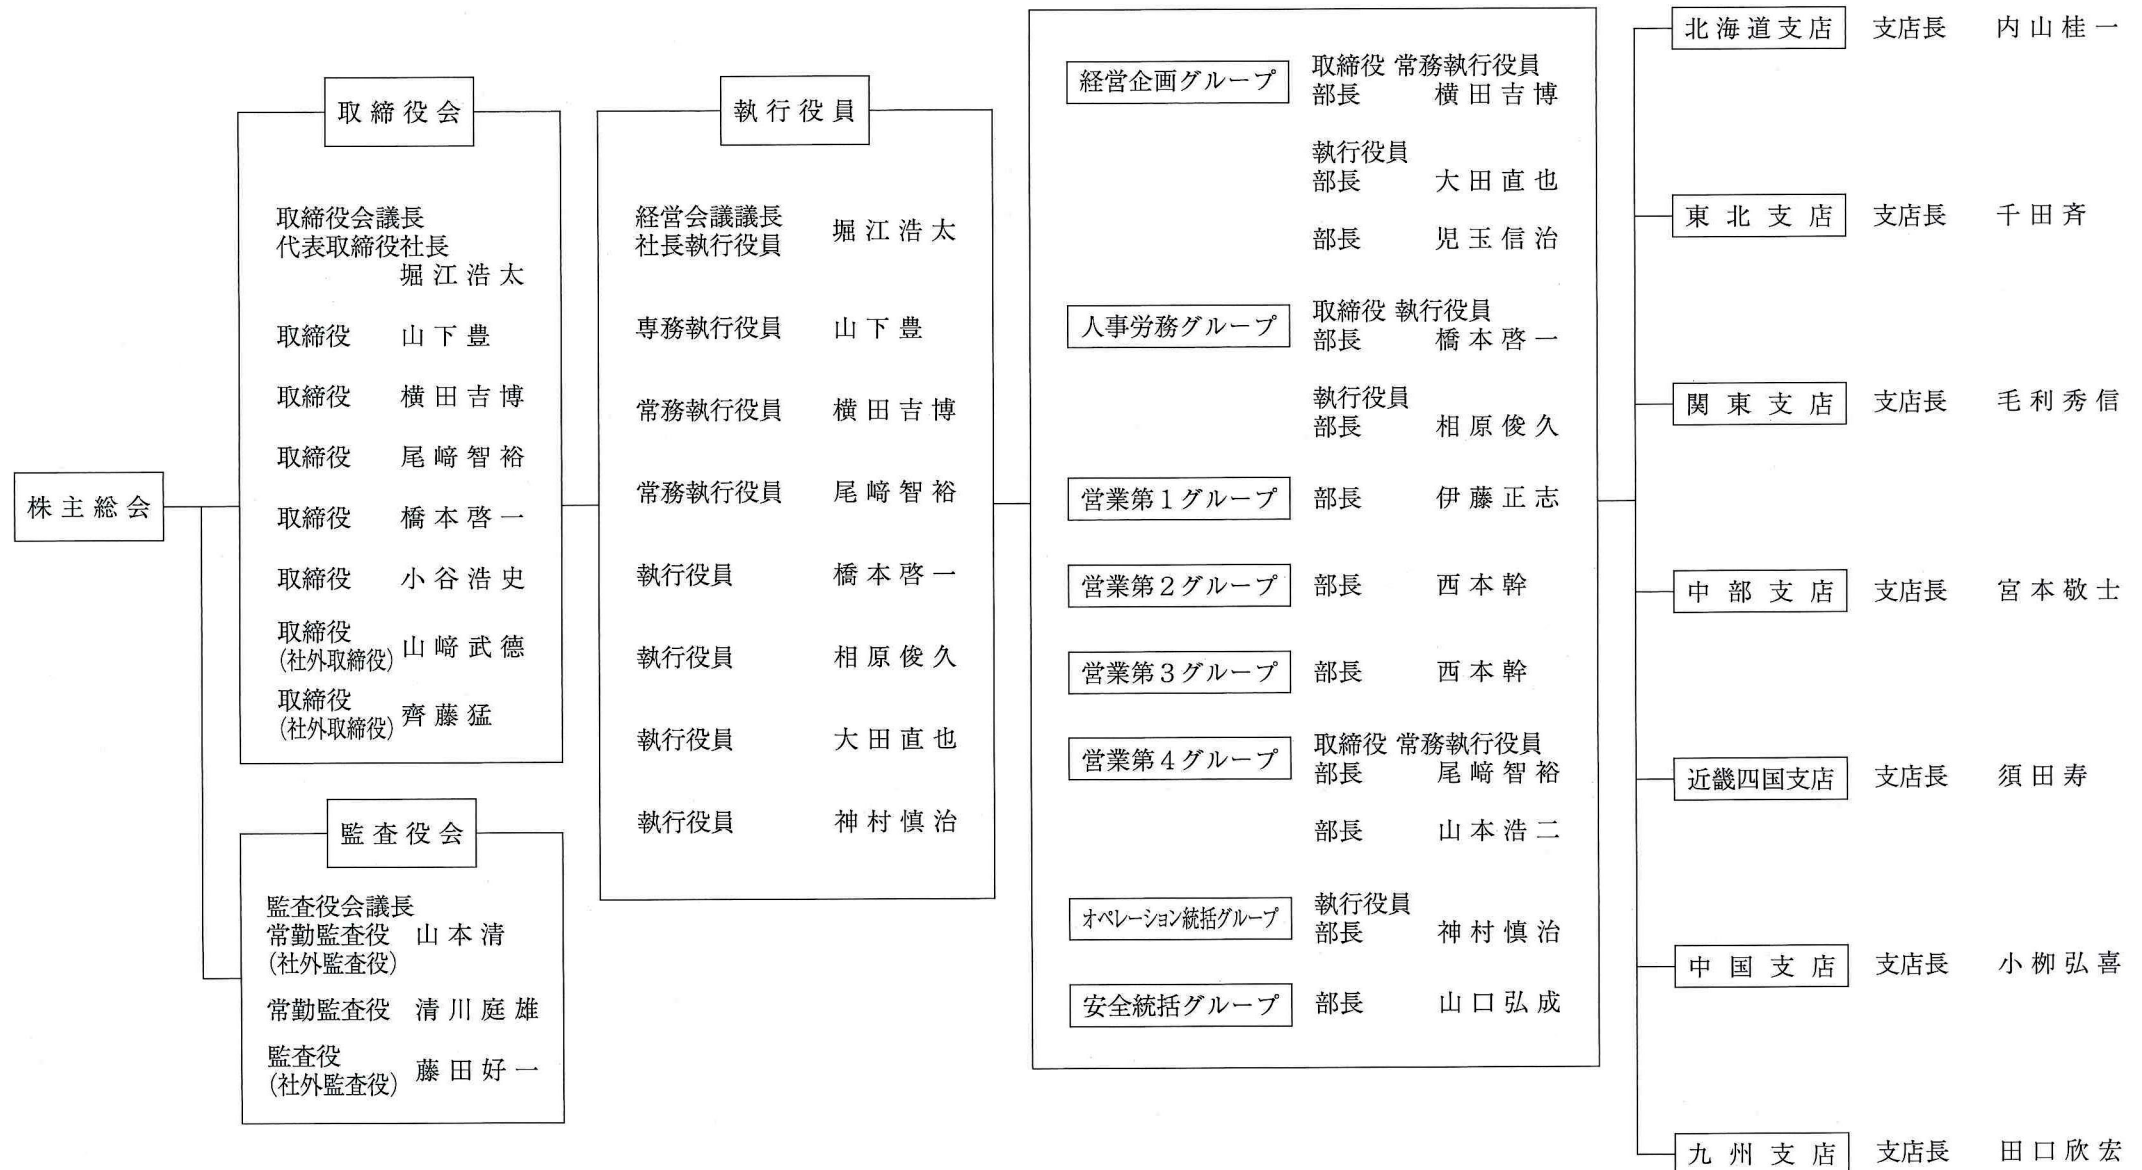 株主総会
取締役会
取締役会議長
代表取締役社長
堀江浩太
取締役 山下豊
取締役 横田吉博
取締役 尾﨑智裕
取締役 橋本啓一
取締役 小谷浩史
取締役
(社外取締役) 山﨑武德
取締役
(社外取締役) 齊藤猛
監査役会
監査役会議長
常勤監査役 山本清
(社外監査役)
常勤監査役 清川庭雄
監査役
(社外監査役) 藤田好一
執行役員
経営会議議長
社長執行役員 堀江浩太
専務執行役員 山下豊
常務執行役員 横田吉博
常務執行役員 尾﨑智裕
執行役員 橋本啓一
執行役員 相原俊久
執行役員 大田直也
執行役員 神村慎治
経営企画グループ 取締役 常務執行役員
部長 横田吉博
執行役員
部長 大田直也
部長 児玉信治
人事労務グループ 取締役 執行役員
部長 橋本啓一
執行役員
部長 相原俊久
営業第1グループ 部長 伊藤正志
営業第2グループ 部長 西本幹
営業第3グループ 部長 西本幹
営業第4グループ 取締役 常務執行役員
部長 尾﨑智裕
部長 山本浩二
オペレーション統括グループ 執行役員
部長 神村慎治
安全統括グループ 部長 山口弘成
北海道支店 支店長 内山桂一
東北支店 支店長 千田斉
関東支店 支店長 毛利秀信
中部支店 支店長 宮本敬士
近畿四国支店 支店長 須田寿
中国支店 支店長 小栁弘喜
九州支店 支店長 田口欣宏